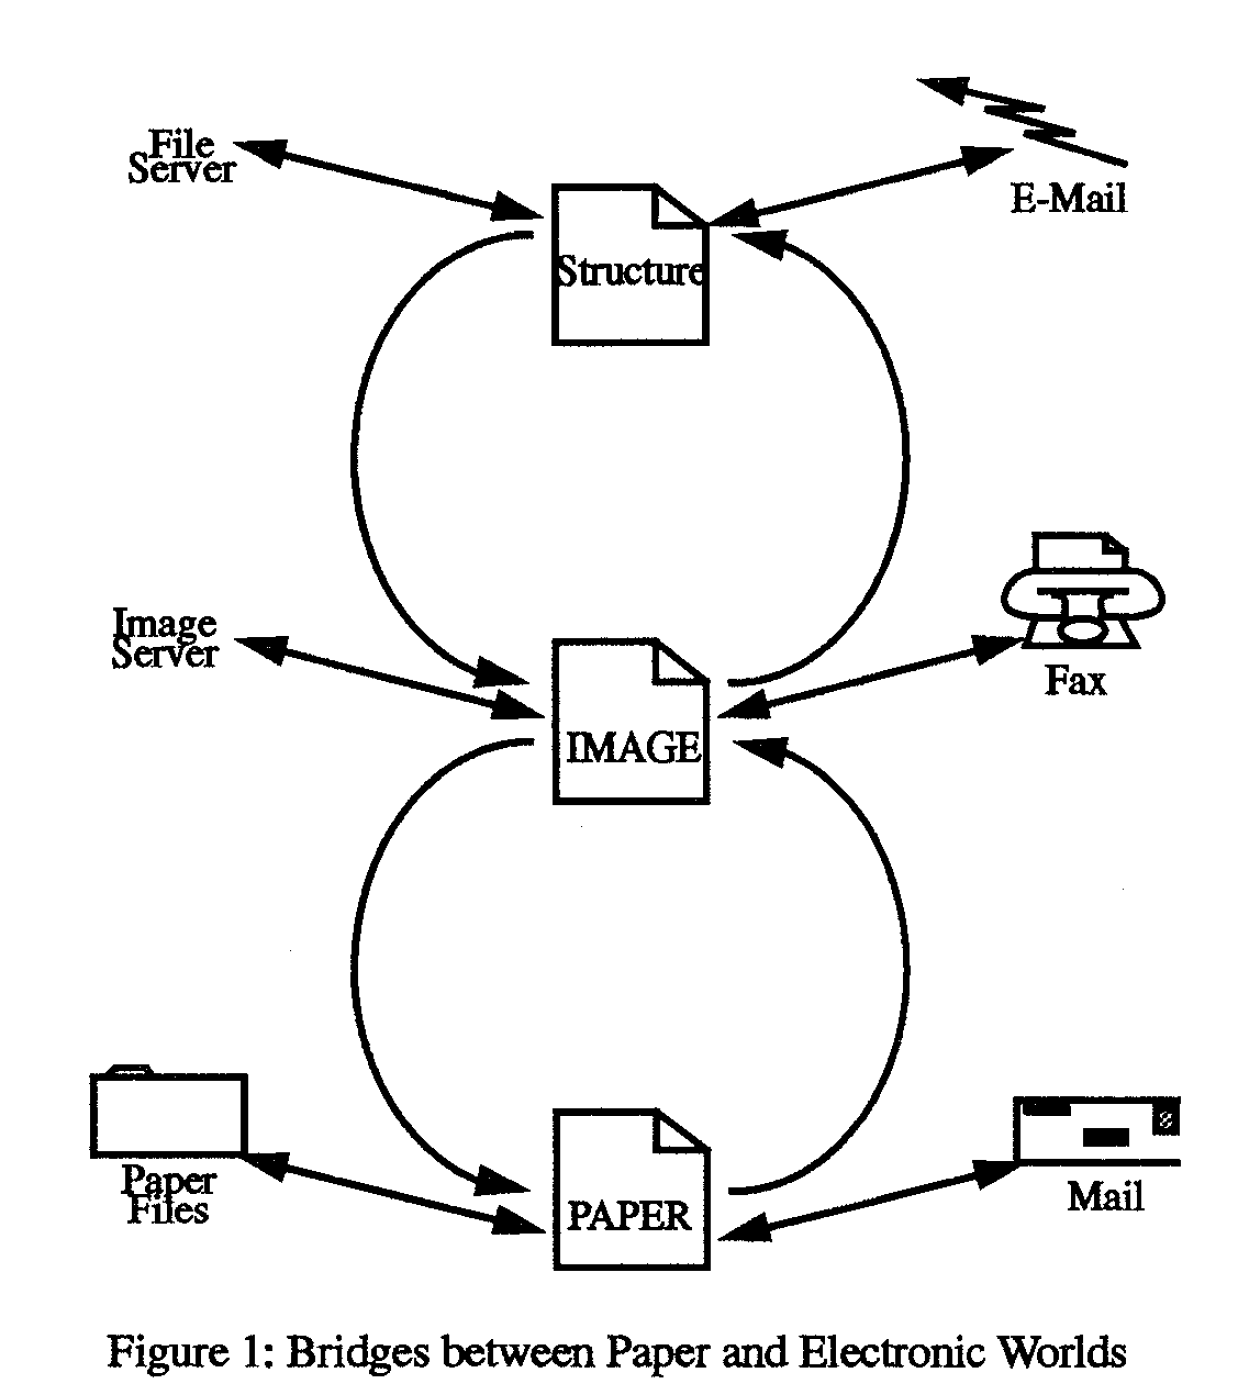 File
Server
E-Mail
Structure
Image
Server
Fax
IMAGE
Paper
Files
PAPER
Mail
Figure 1: Bridges between Paper and Electronic Worlds